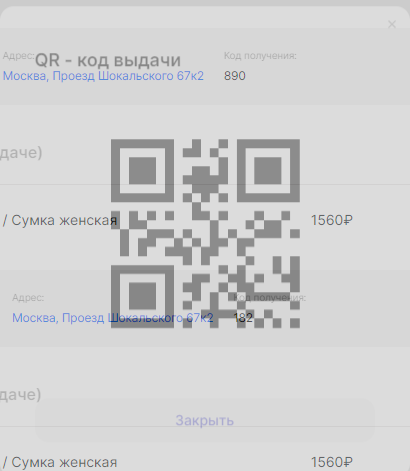 ×
Адрес:
QR - код выдачи
Код получения:
Москва, Проезд Шокальского 67к2
890
даче)
/ Сумка женская
1560₽
Адрес:
Код получения:
Москва, Проезд Шокальского 67к2
182
даче)
Закрыть
/ Сумка женская
1560₽